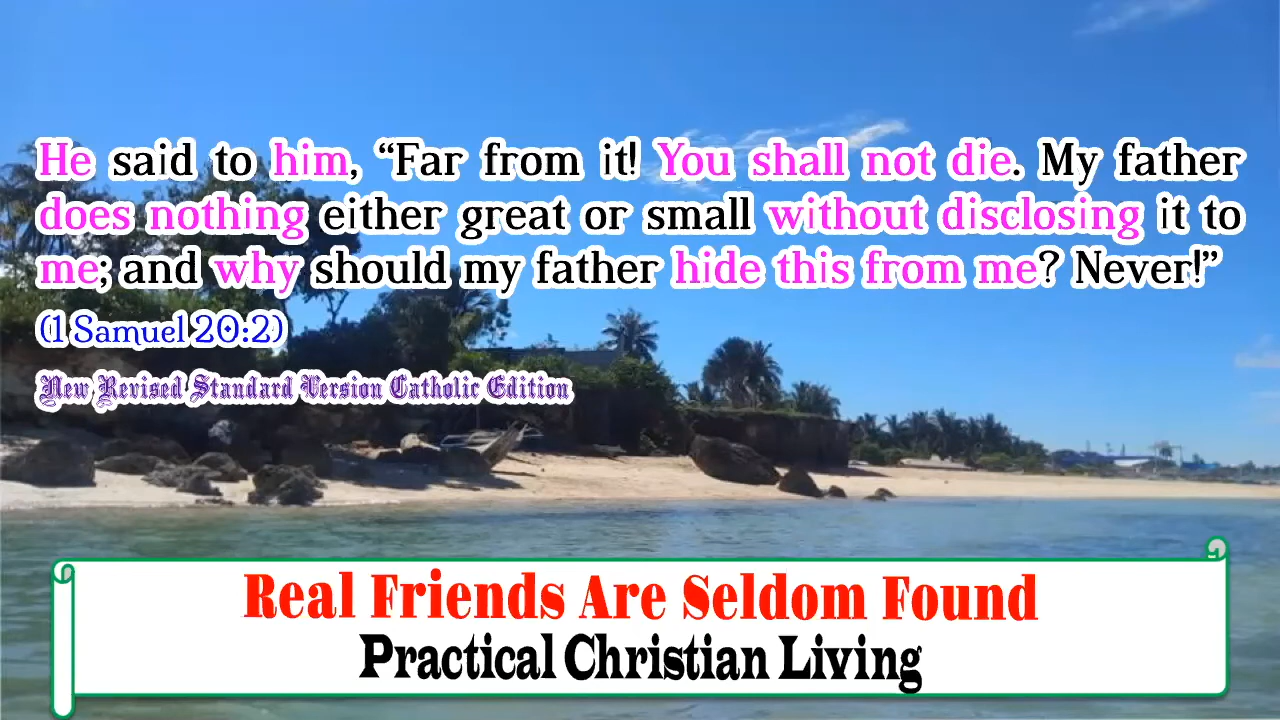 He said to him, “Far from it! You shall not die. My father
does nothing either great or small without disclosing it to
me; and why should my father hide this from me? Never!”
(1 Samuel 20:2)
New Revised Standard Version Catholic Edition
Real Friends Are Seldom Found
Practical Christian Living